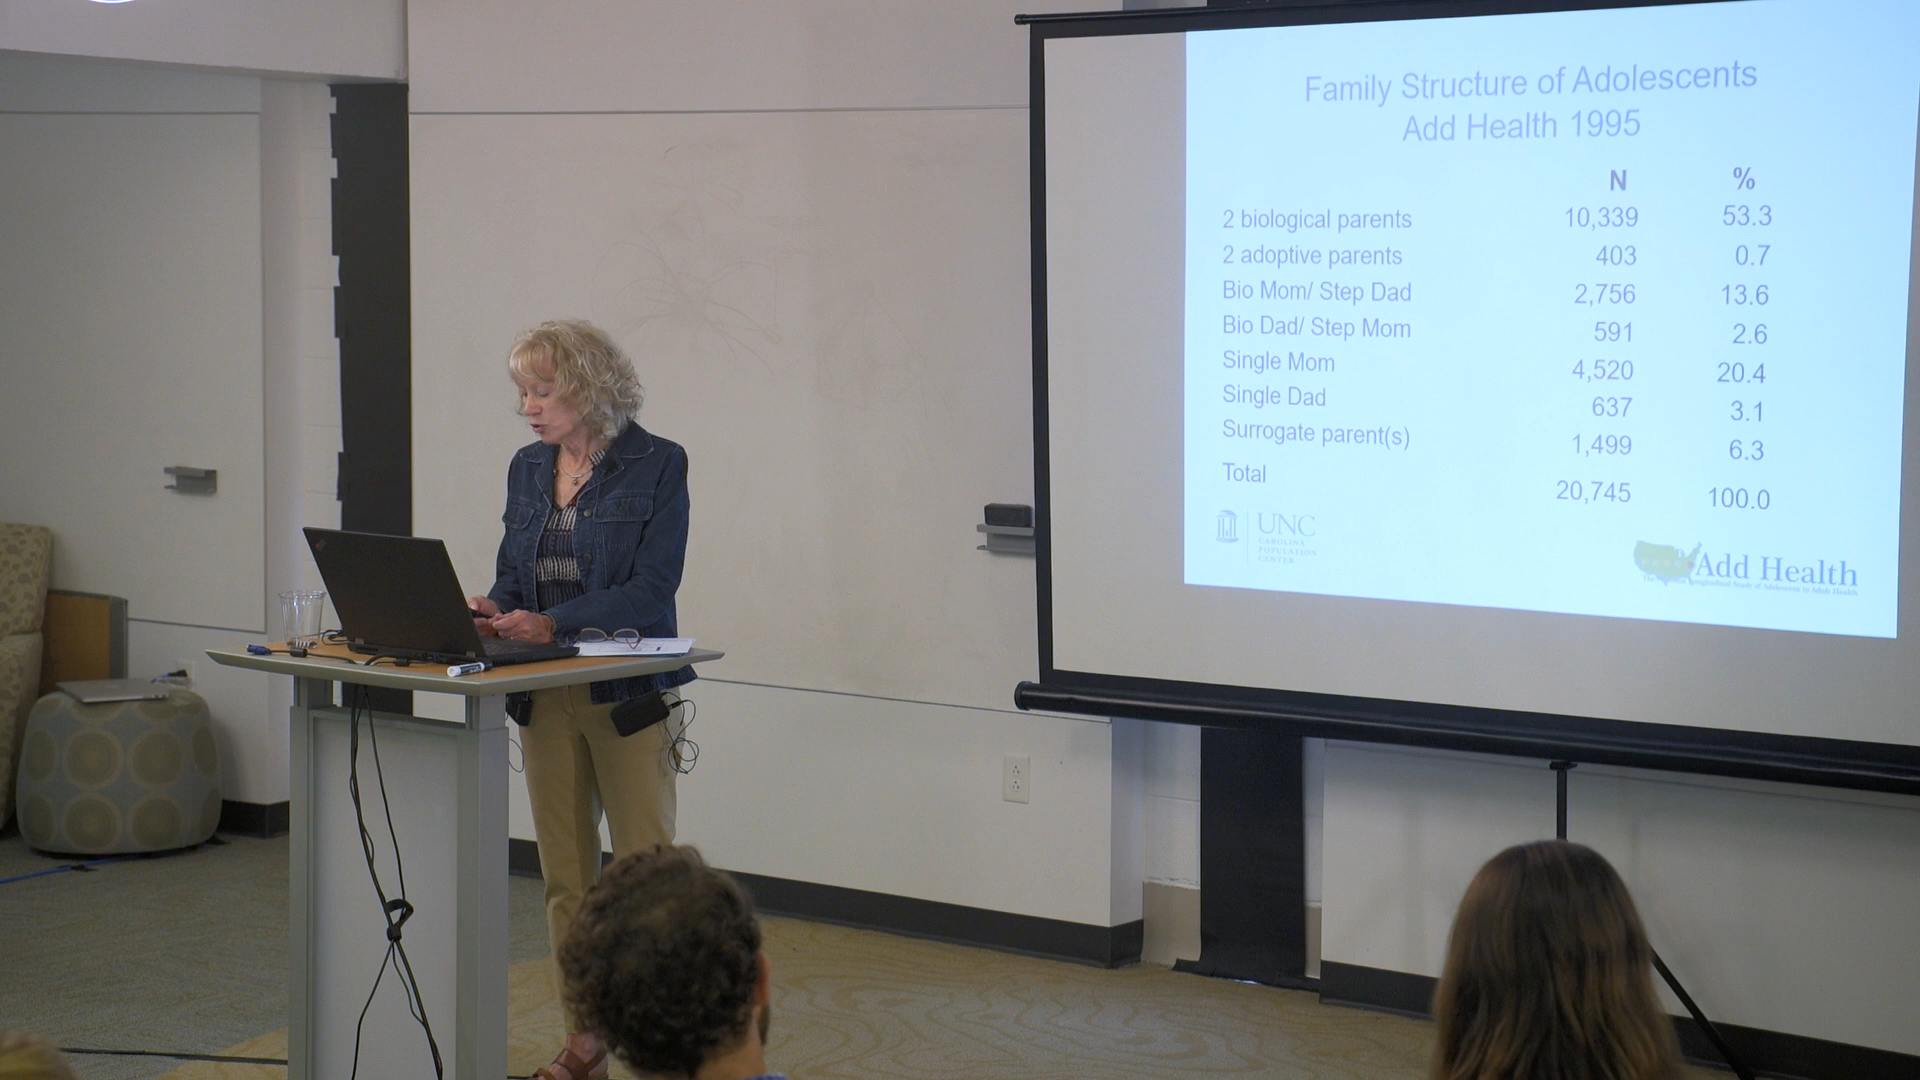 Family Structure of Adolescents
Add Health 1995
N %
2 biological parents 10,339 53.3
2 adoptive parents 403 0.7
Bio Mom/ Step Dad 2,756 13.6
Bio Dad/ Step Mom 591 2.6
Single Mom 4,520 20.4
Single Dad 637 3.1
Surrogate parent(s) 1,499 6.3
Total 20,745 100.0
UNC
CAROLINA
POPULATION
CENTER
Add Health